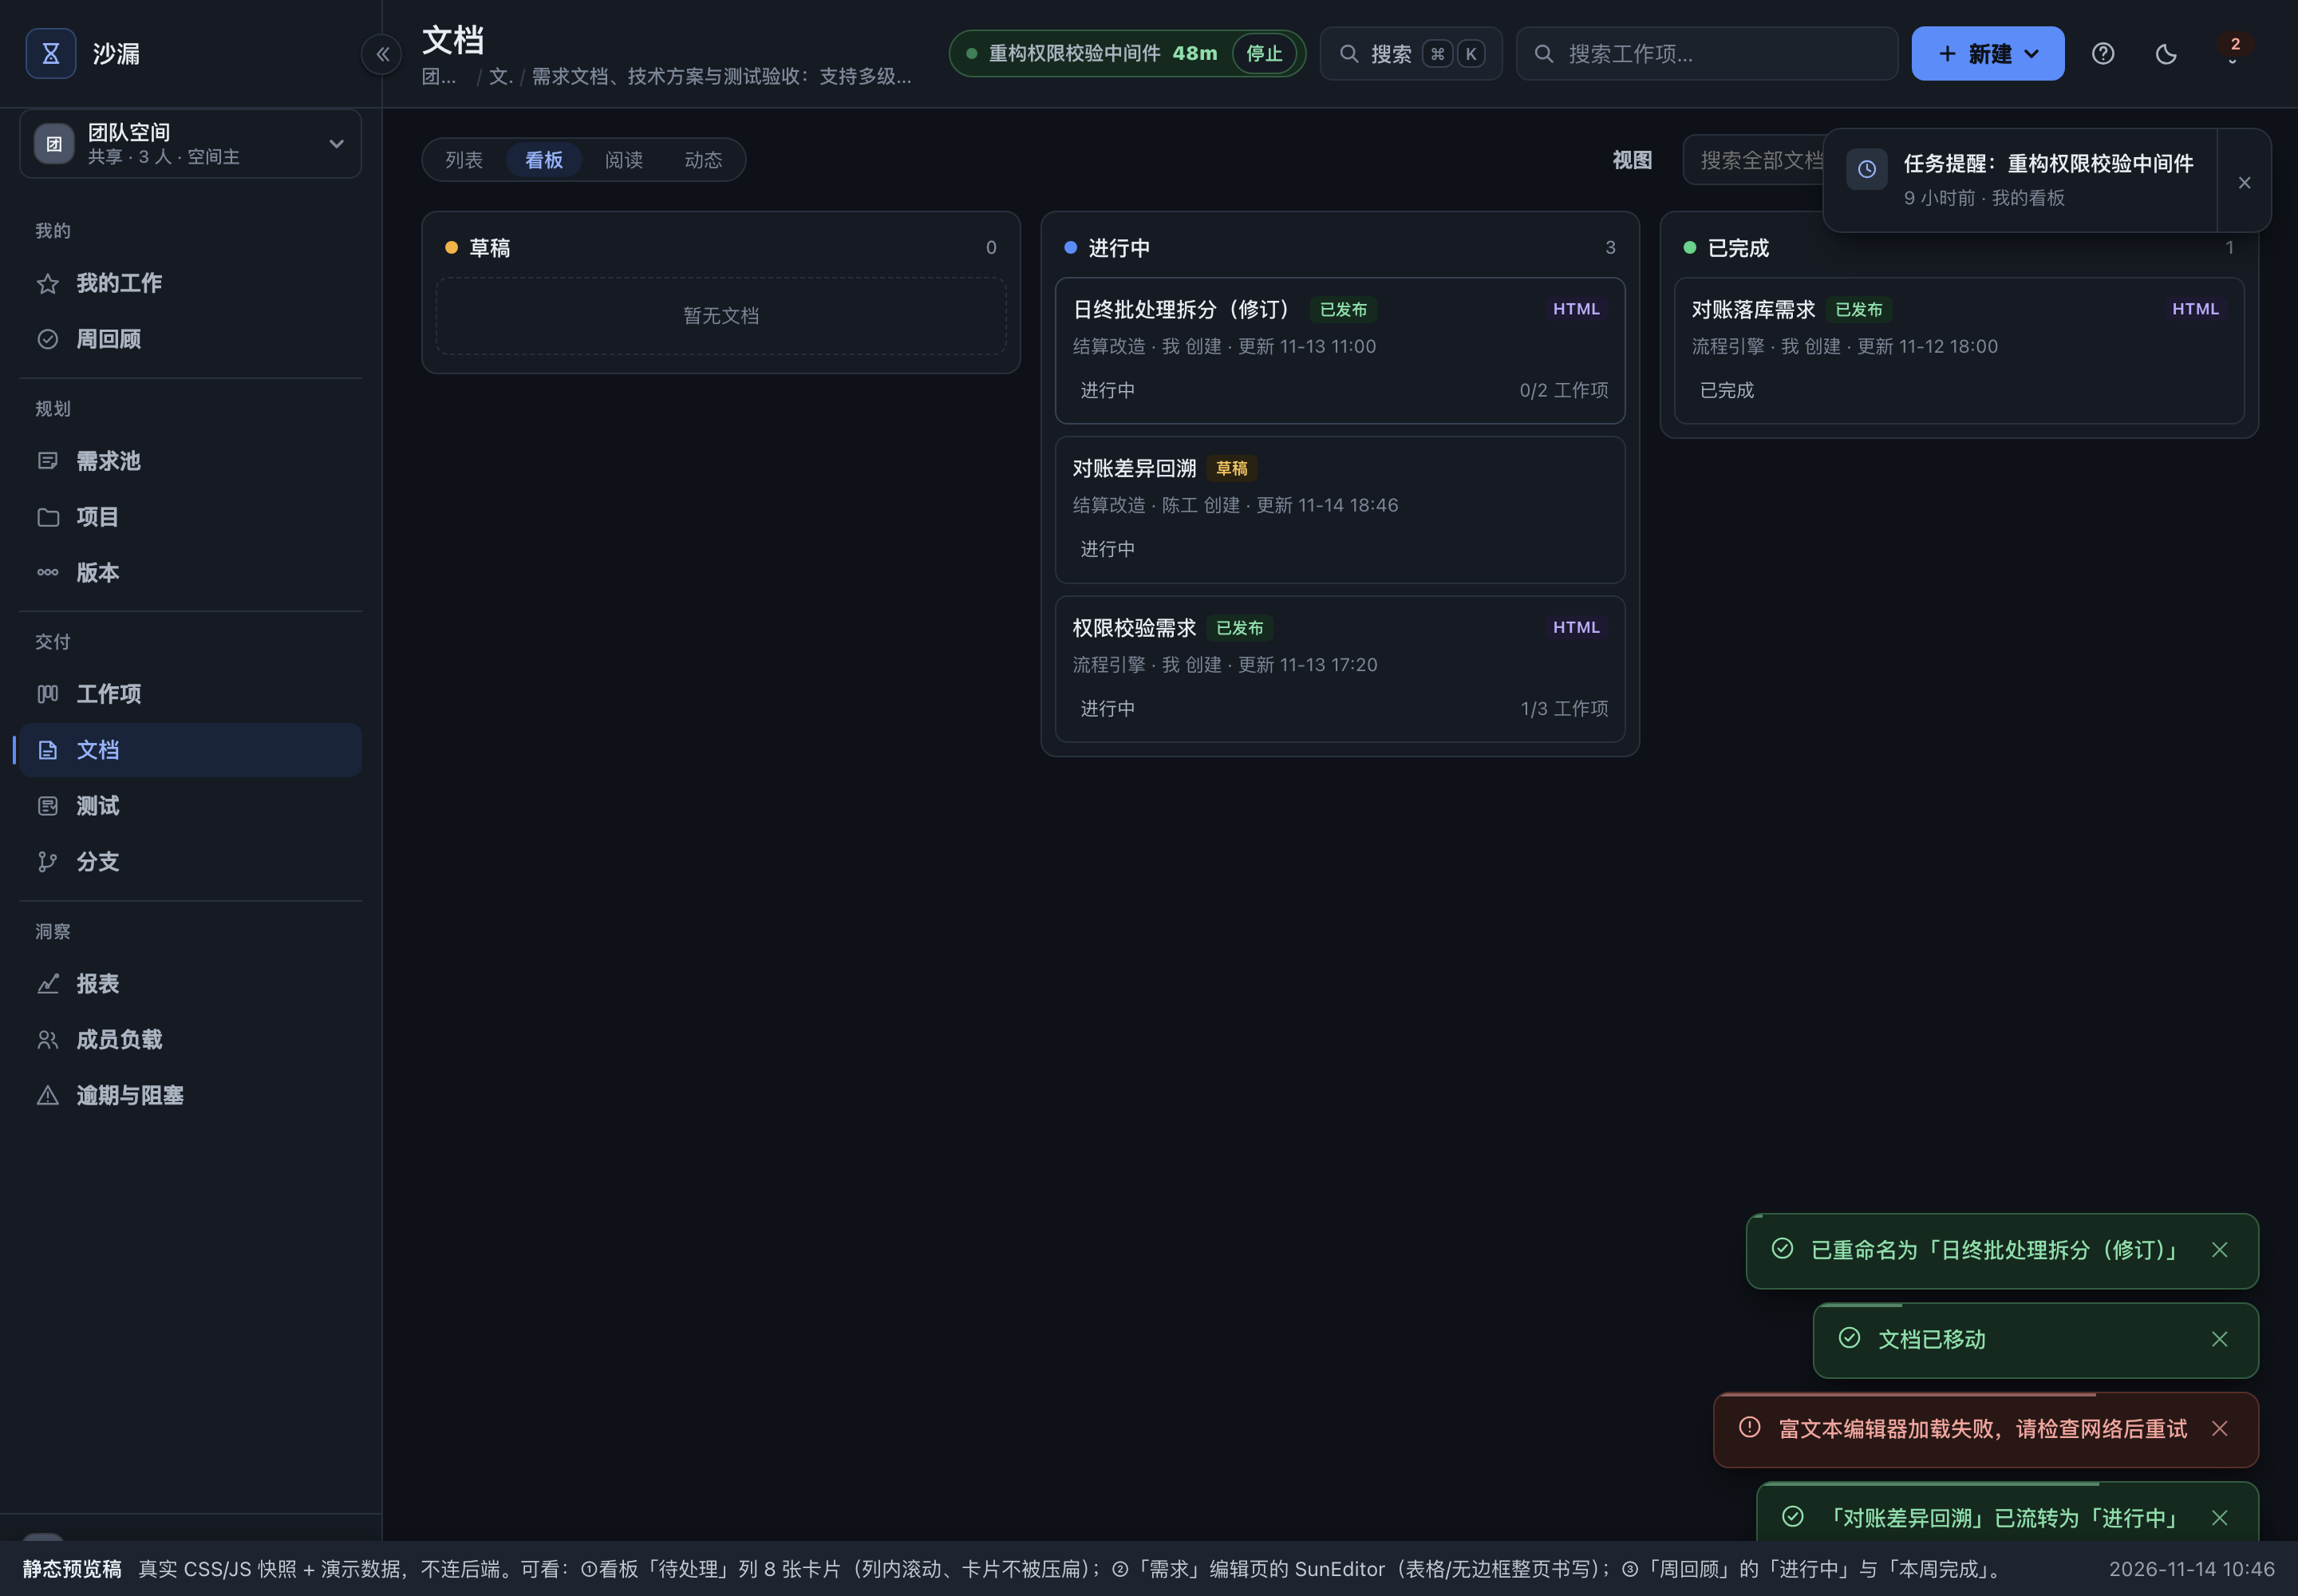 沙漏
团
团队空间
共享 · 3 人 · 空间主
我的
我的工作
周回顾
规划
需求池
项目
版本
交付
工作项
文档
测试
分支
洞察
报表
成员负载
逾期与阻塞
文档
团... / 文. / 需求文档、技术方案与测试验收：支持多级...
重构权限校验中间件 48m 停止
搜索 ⌘ K
搜索工作项...
+ 新建
2
列表 看板 阅读 动态
视图
搜索全部文档
任务提醒：重构权限校验中间件
9 小时前 · 我的看板
草稿 0
暂无文档
进行中 3
日终批处理拆分（修订） 已发布 HTML
结算改造 · 我 创建 · 更新 11-13 11:00
进行中 0/2 工作项
对账差异回溯 草稿
结算改造 · 陈工 创建 · 更新 11-14 18:46
进行中
权限校验需求 已发布 HTML
流程引擎 · 我 创建 · 更新 11-13 17:20
进行中 1/3 工作项
已完成 1
对账落库需求 已发布 HTML
流程引擎 · 我 创建 · 更新 11-12 18:00
已完成
已重命名为「日终批处理拆分（修订）」
文档已移动
富文本编辑器加载失败，请检查网络后重试
「对账差异回溯」已流转为「进行中」
静态预览稿 真实 CSS/JS 快照 + 演示数据，不连后端。可看：①看板「待处理」列 8 张卡片（列内滚动、卡片不被压扁）；②「需求」编辑页的 SunEditor（表格/无边框整页书写）；③「周回顾」的「进行中」与「本周完成」。 2026-11-14 10:46